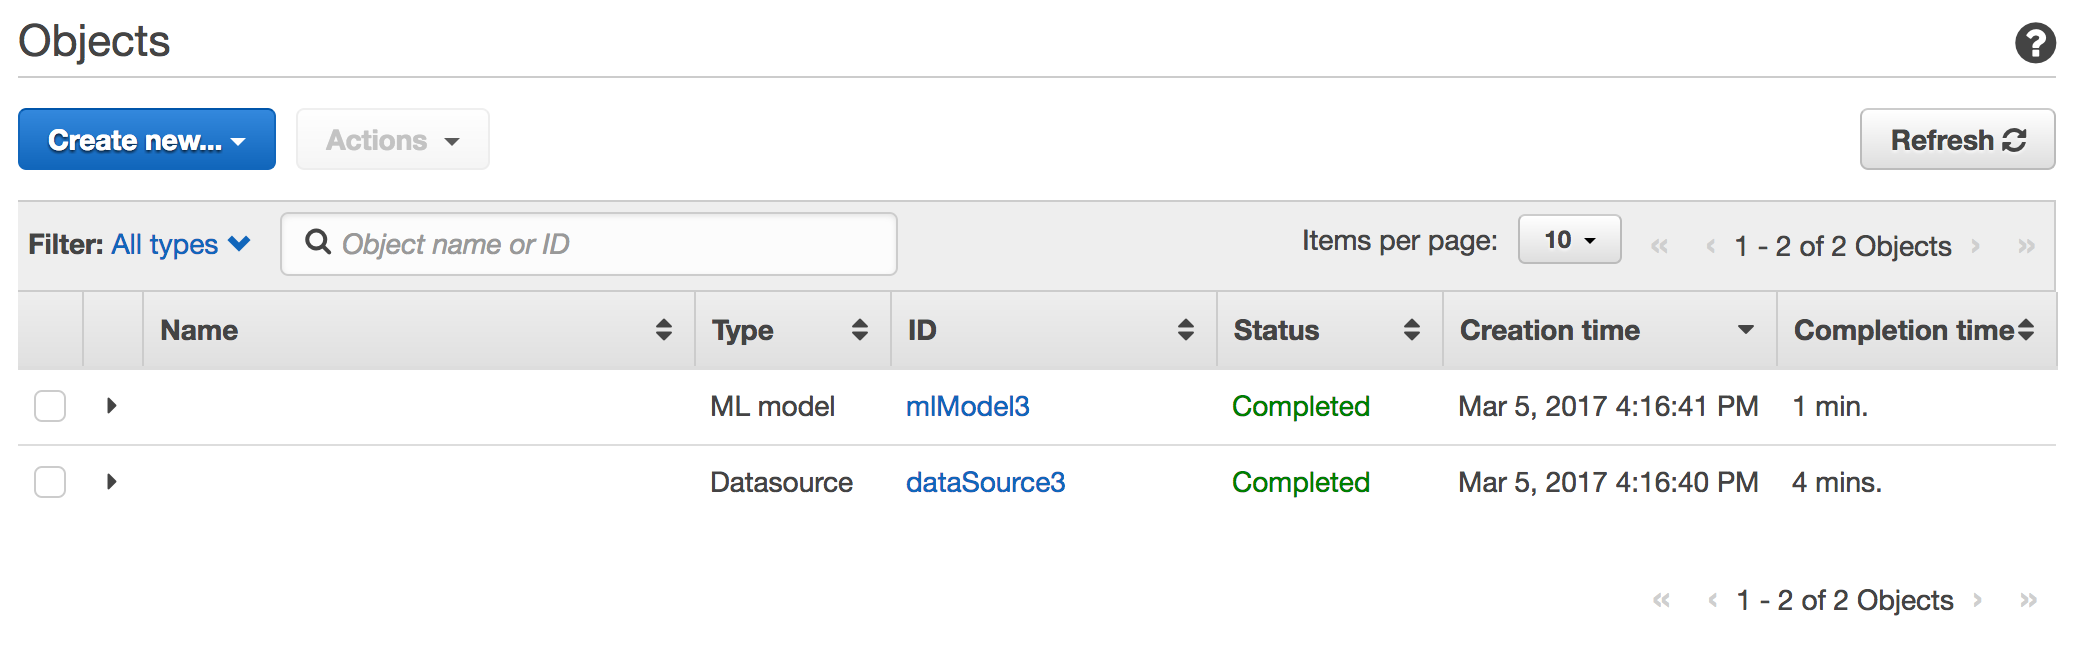 Objects
Create new... Actions Refresh
Filter: All types Object name or ID Items per page: 10 « ‹ 1 - 2 of 2 Objects › »
Name Type ID Status Creation time Completion time
ML model mlModel3 Completed Mar 5, 2017 4:16:41 PM 1 min.
Datasource dataSource3 Completed Mar 5, 2017 4:16:40 PM 4 mins.
« ‹ 1 - 2 of 2 Objects › »